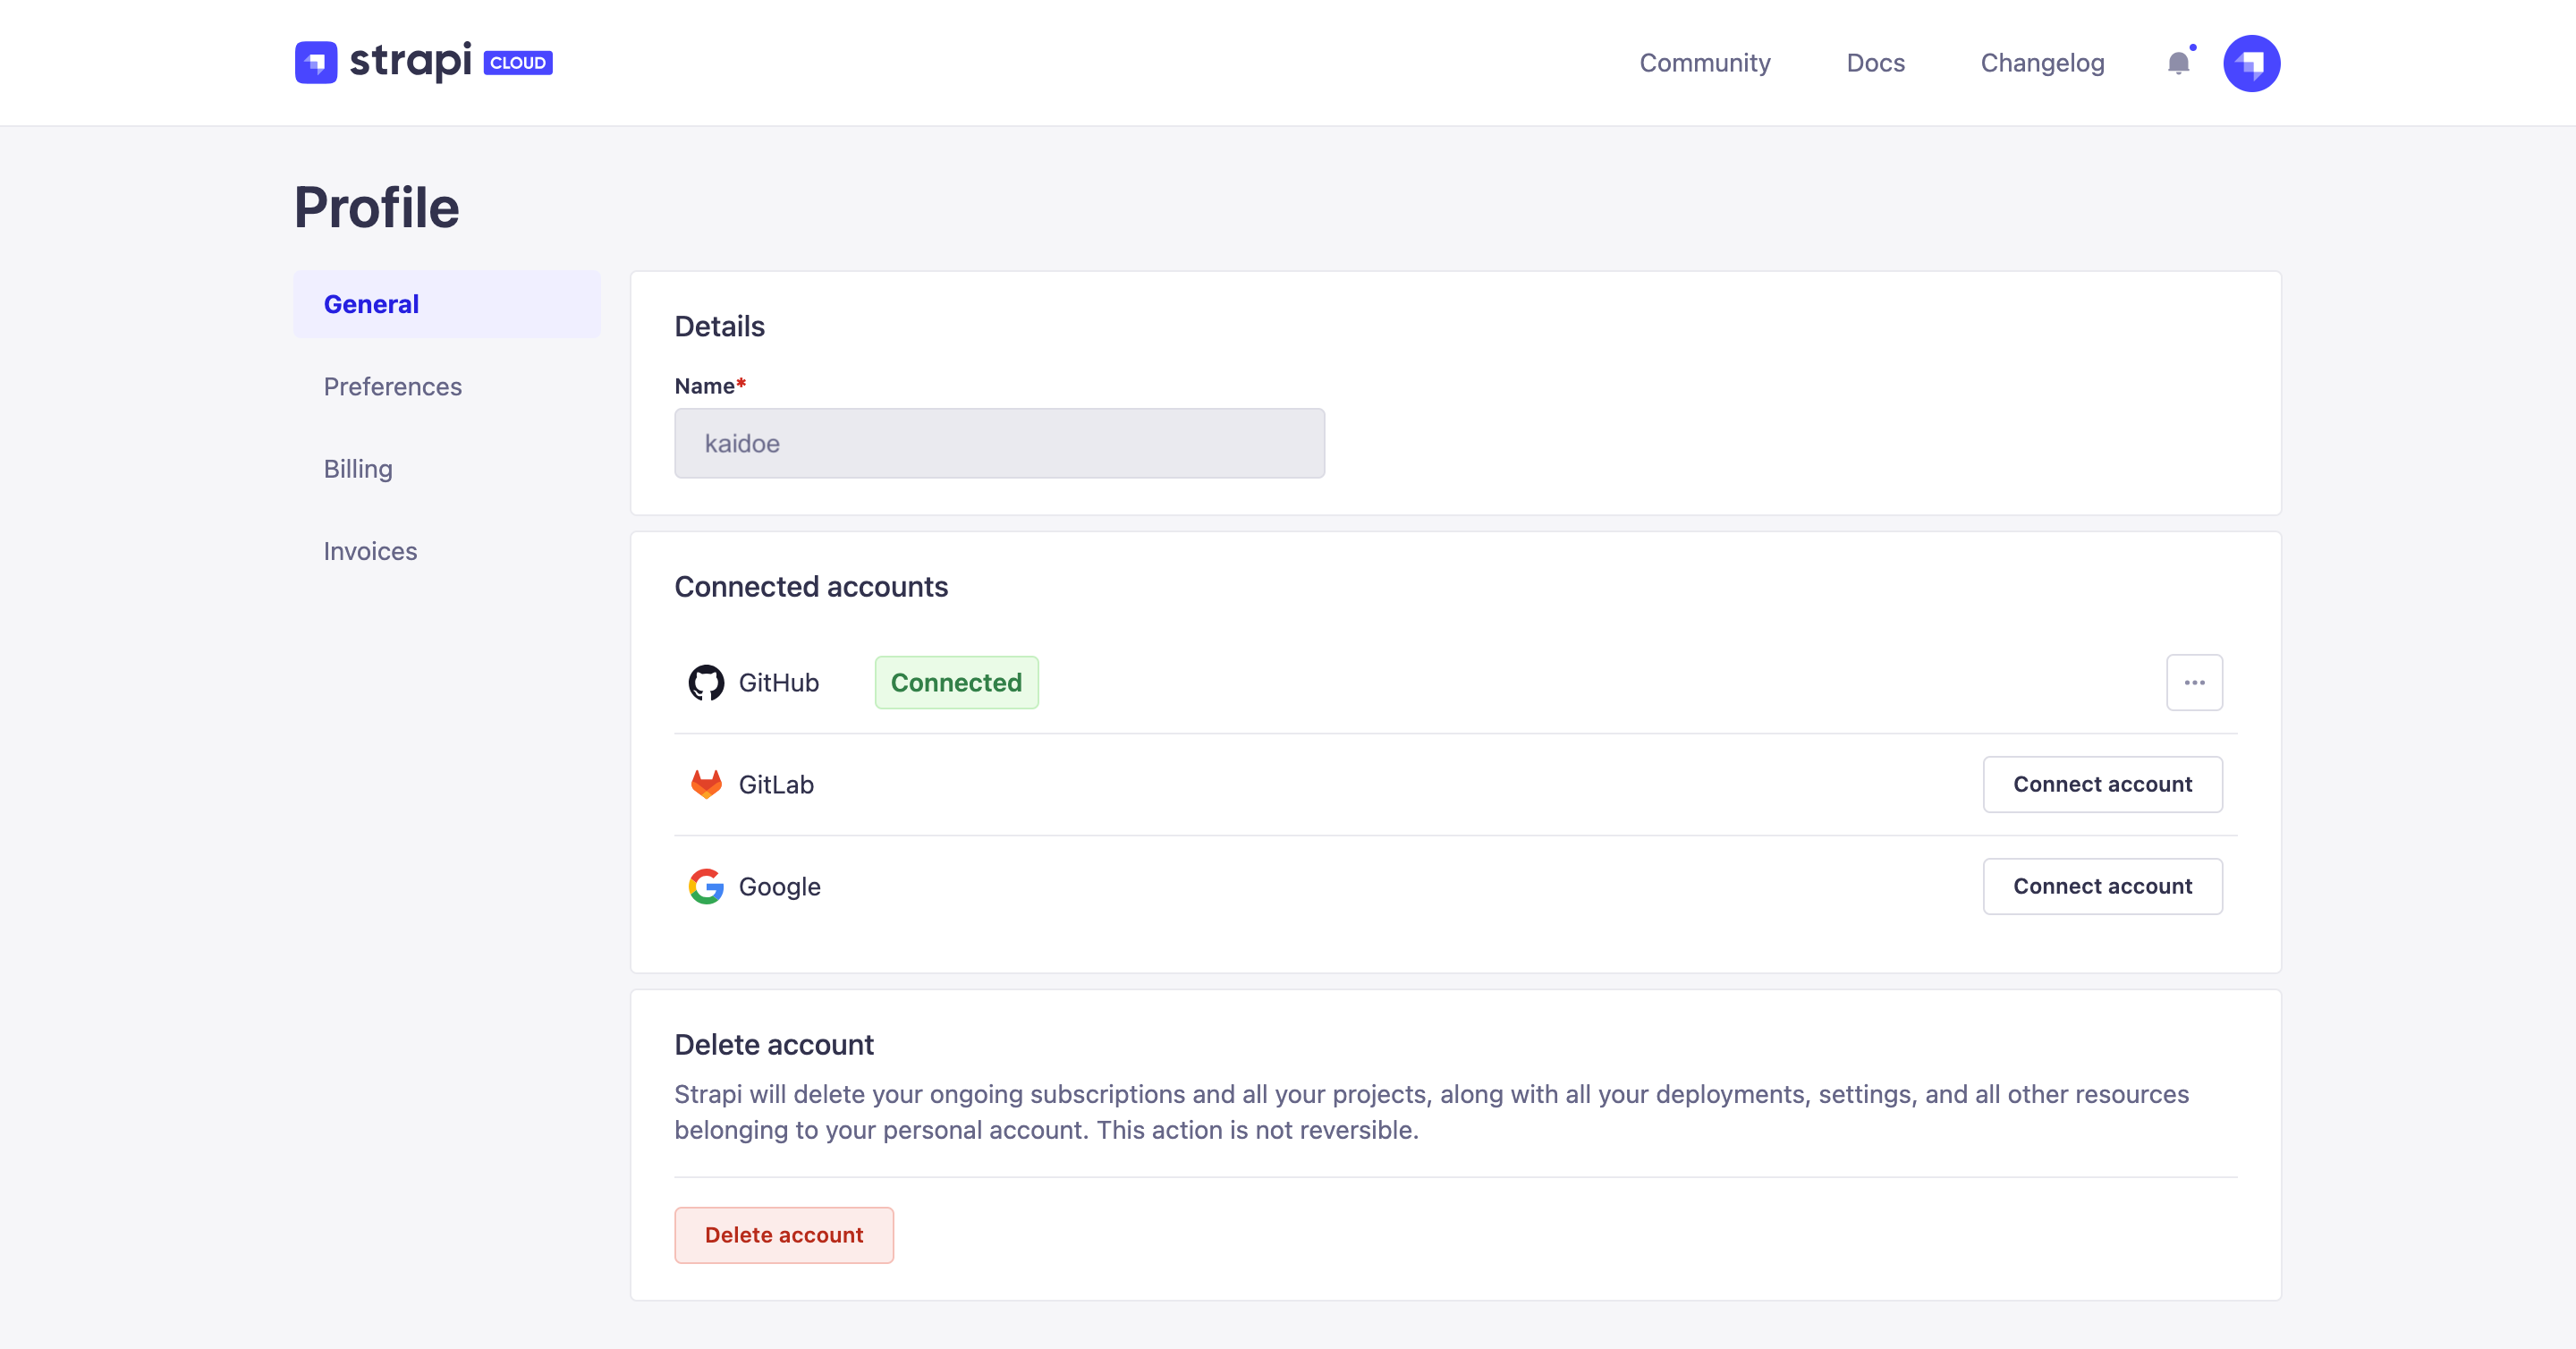 strapi CLOUD
Community
Docs
Changelog
Profile
General
Preferences
Billing
Invoices
Details
Name*
kaidoe
Connected accounts
GitHub
Connected
GitLab
Connect account
Google
Connect account
Delete account
Strapi will delete your ongoing subscriptions and all your projects, along with all your deployments, settings, and all other resources
belonging to your personal account. This action is not reversible.
Delete account